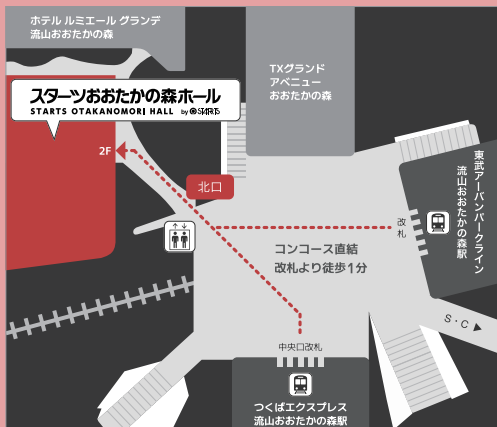 ホテル ルミエール グランデ
流山おおたかの森
TXグランド
アベニュー
おおたかの森
スターツおおたかの森ホール
STARTS OTAKANOMORI HALL by STARTS
2F
北口
東武アーバンパークライン
流山おおたかの森駅
改札
コンコース直結
改札より徒歩1分
S・C ▶
中央口改札
つくばエクスプレス
流山おおたかの森駅